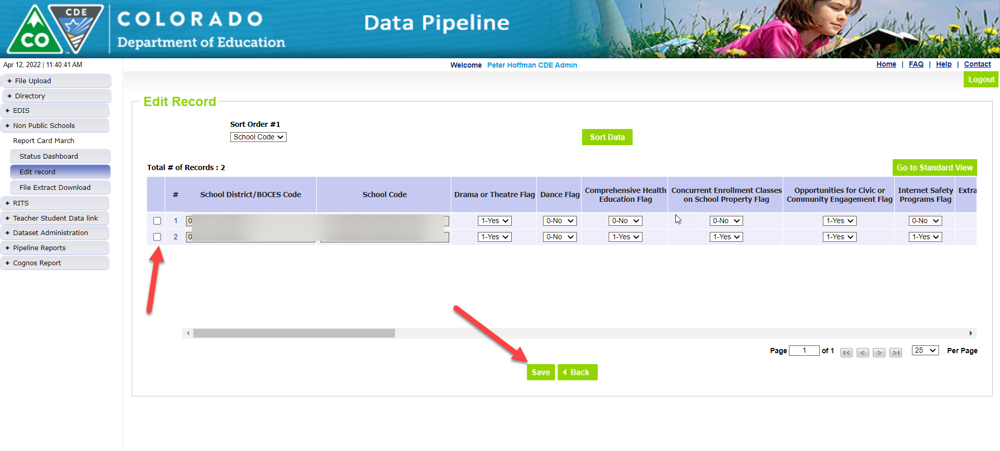 CDE
CO
COLORADO
Department of Education
Data Pipeline
Apr 12, 2022 | 11:40:41 AM
Welcome Peter Hoffman CDE Admin
Home | FAQ | Help | Contact
Logout
+ File Upload
+ Directory
+ EDIS
+ Non Public Schools
Report Card March
Status Dashboard
Edit record
File Extract Download
+ RITS
+ Teacher Student Data link
+ Dataset Administration
+ Pipeline Reports
+ Cognos Report
Edit Record
Sort Order #1
School Code
Sort Data
Total # of Records : 2
Go to Standard View
# School District/BOCES Code School Code Drama or Theatre Flag Dance Flag Comprehensive Health Education Flag Concurrent Enrollment Classes on School Property Flag Opportunities for Civic or Community Engagement Flag Internet Safety Programs Flag Extra
1 0 1-Yes 0-No 0-No 0-No 1-Yes 0-No
2 0 1-Yes 0-No 1-Yes 1-Yes 1-Yes 1-Yes
Page 1 of 1 25 Per Page
Save Back